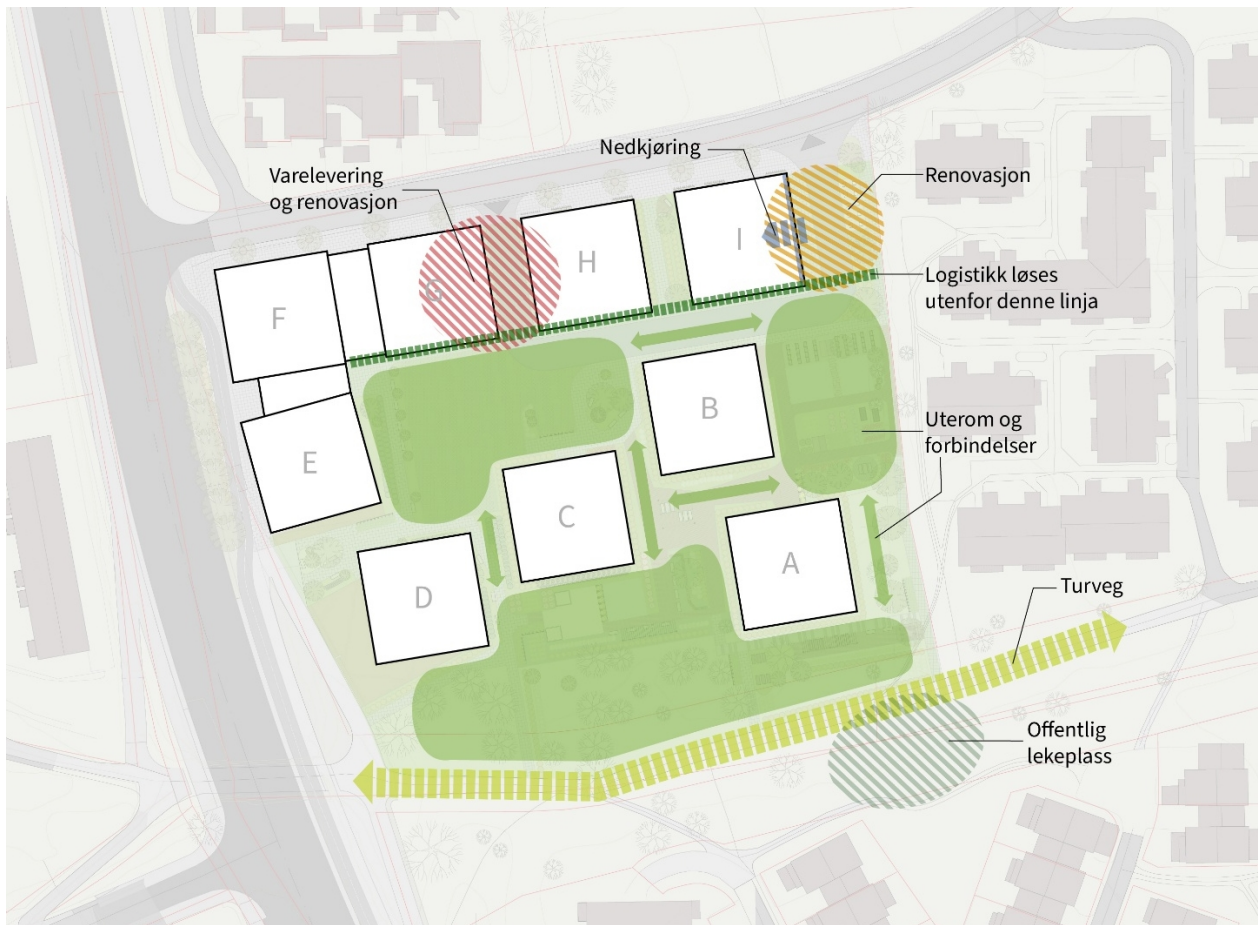 Nedkjøring
Varelevering
og renovasjon
Renovasjon
I
H
G
F
Logistikk løses
utenfor denne linja
B
Uterom og
forbindelser
E
C
A
D
Turveg
Offentlig
lekeplass